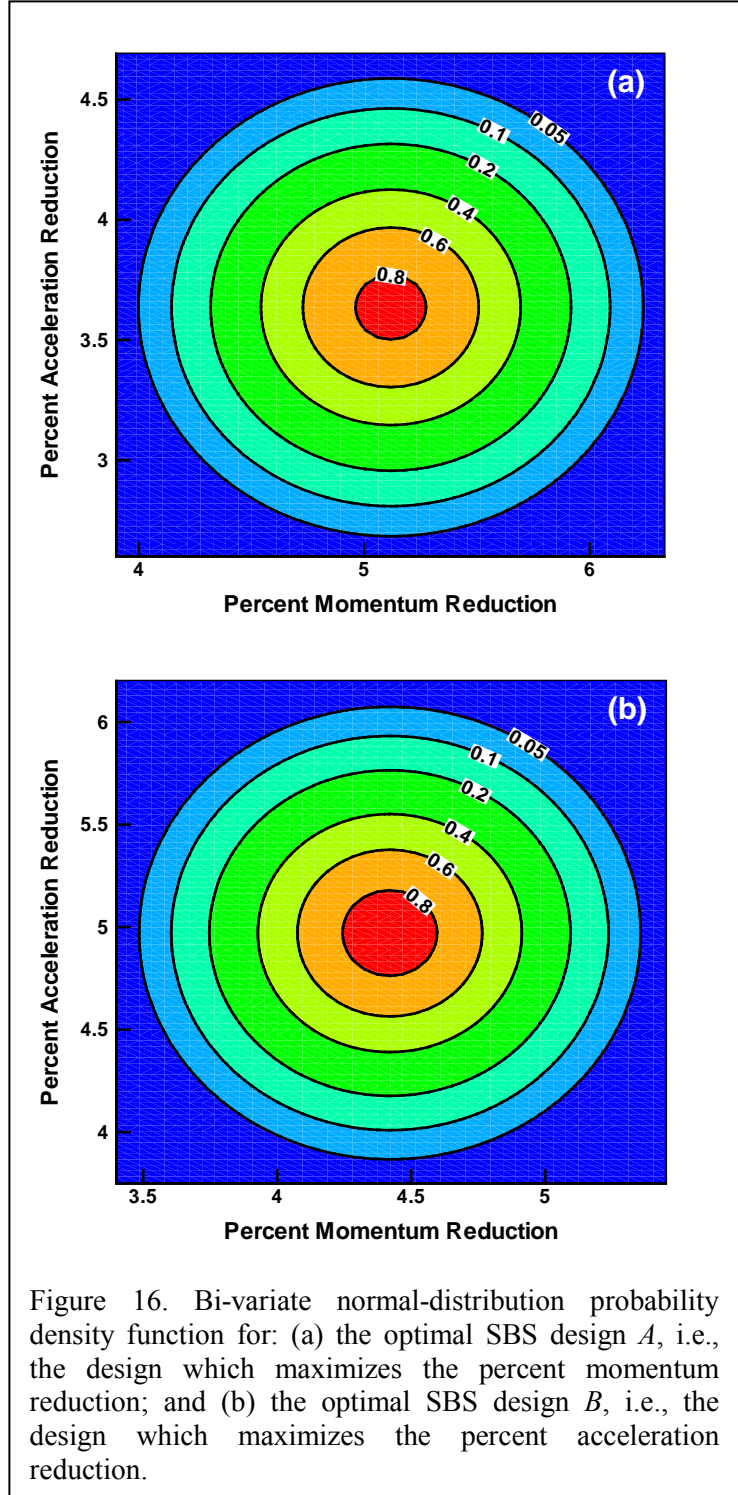 (a)
4.5
4
3.5
3
Percent Acceleration Reduction
0.05
0.1
0.2
0.4
0.6
0.8
4 5 6
Percent Momentum Reduction
(b)
6
5.5
5
4.5
4
Percent Acceleration Reduction
0.05
0.1
0.2
0.4
0.6
0.8
3.5 4 4.5 5
Percent Momentum Reduction
Figure 16. Bi-variate normal-distribution probability
density function for: (a) the optimal SBS design A, i.e.,
the design which maximizes the percent momentum
reduction; and (b) the optimal SBS design B, i.e., the
design which maximizes the percent acceleration
reduction.